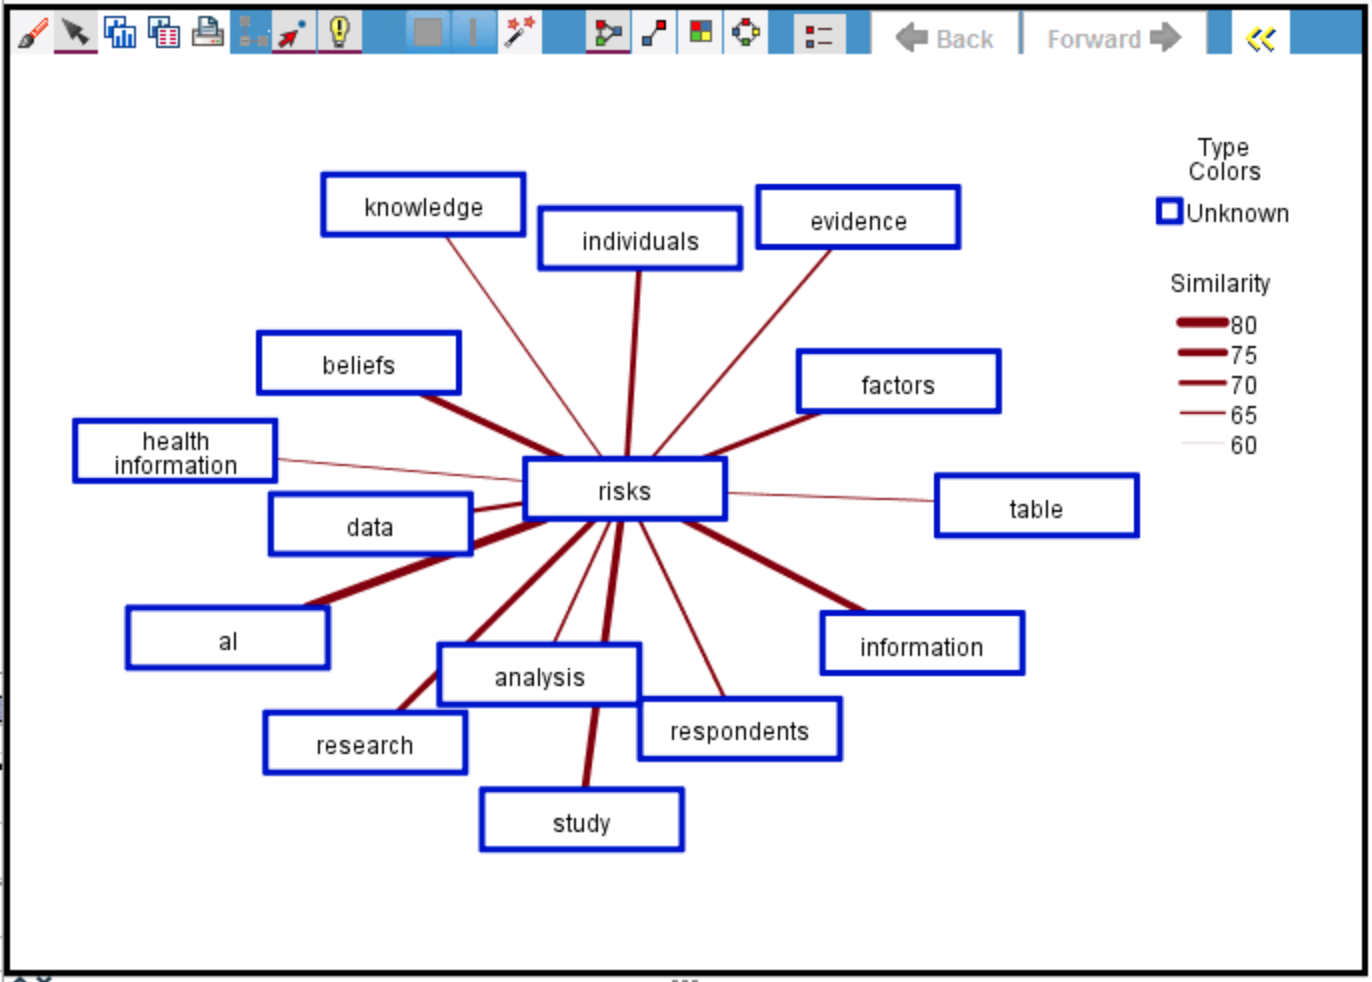 Back
Forward
Type
Colors
Unknown
Similarity
80
75
70
65
60
knowledge
individuals
evidence
beliefs
factors
health
information
risks
data
table
al
information
analysis
research
respondents
study